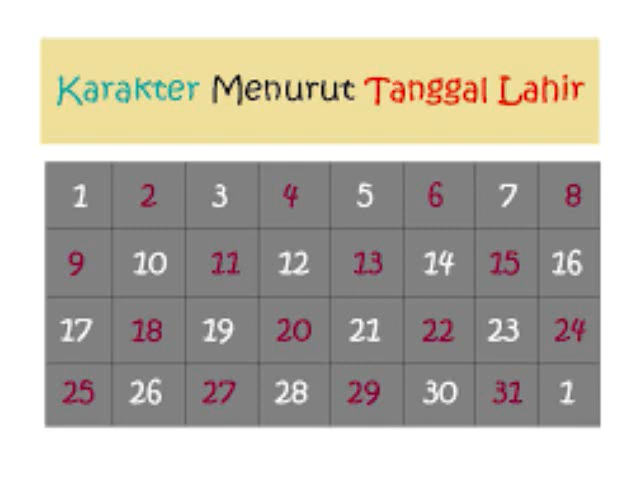 Karakter Menurut Tanggal Lahir
1 2 3 4 5 6 7 8
9 10 11 12 13 14 15 16
17 18 19 20 21 22 23 24
25 26 27 28 29 30 31 1